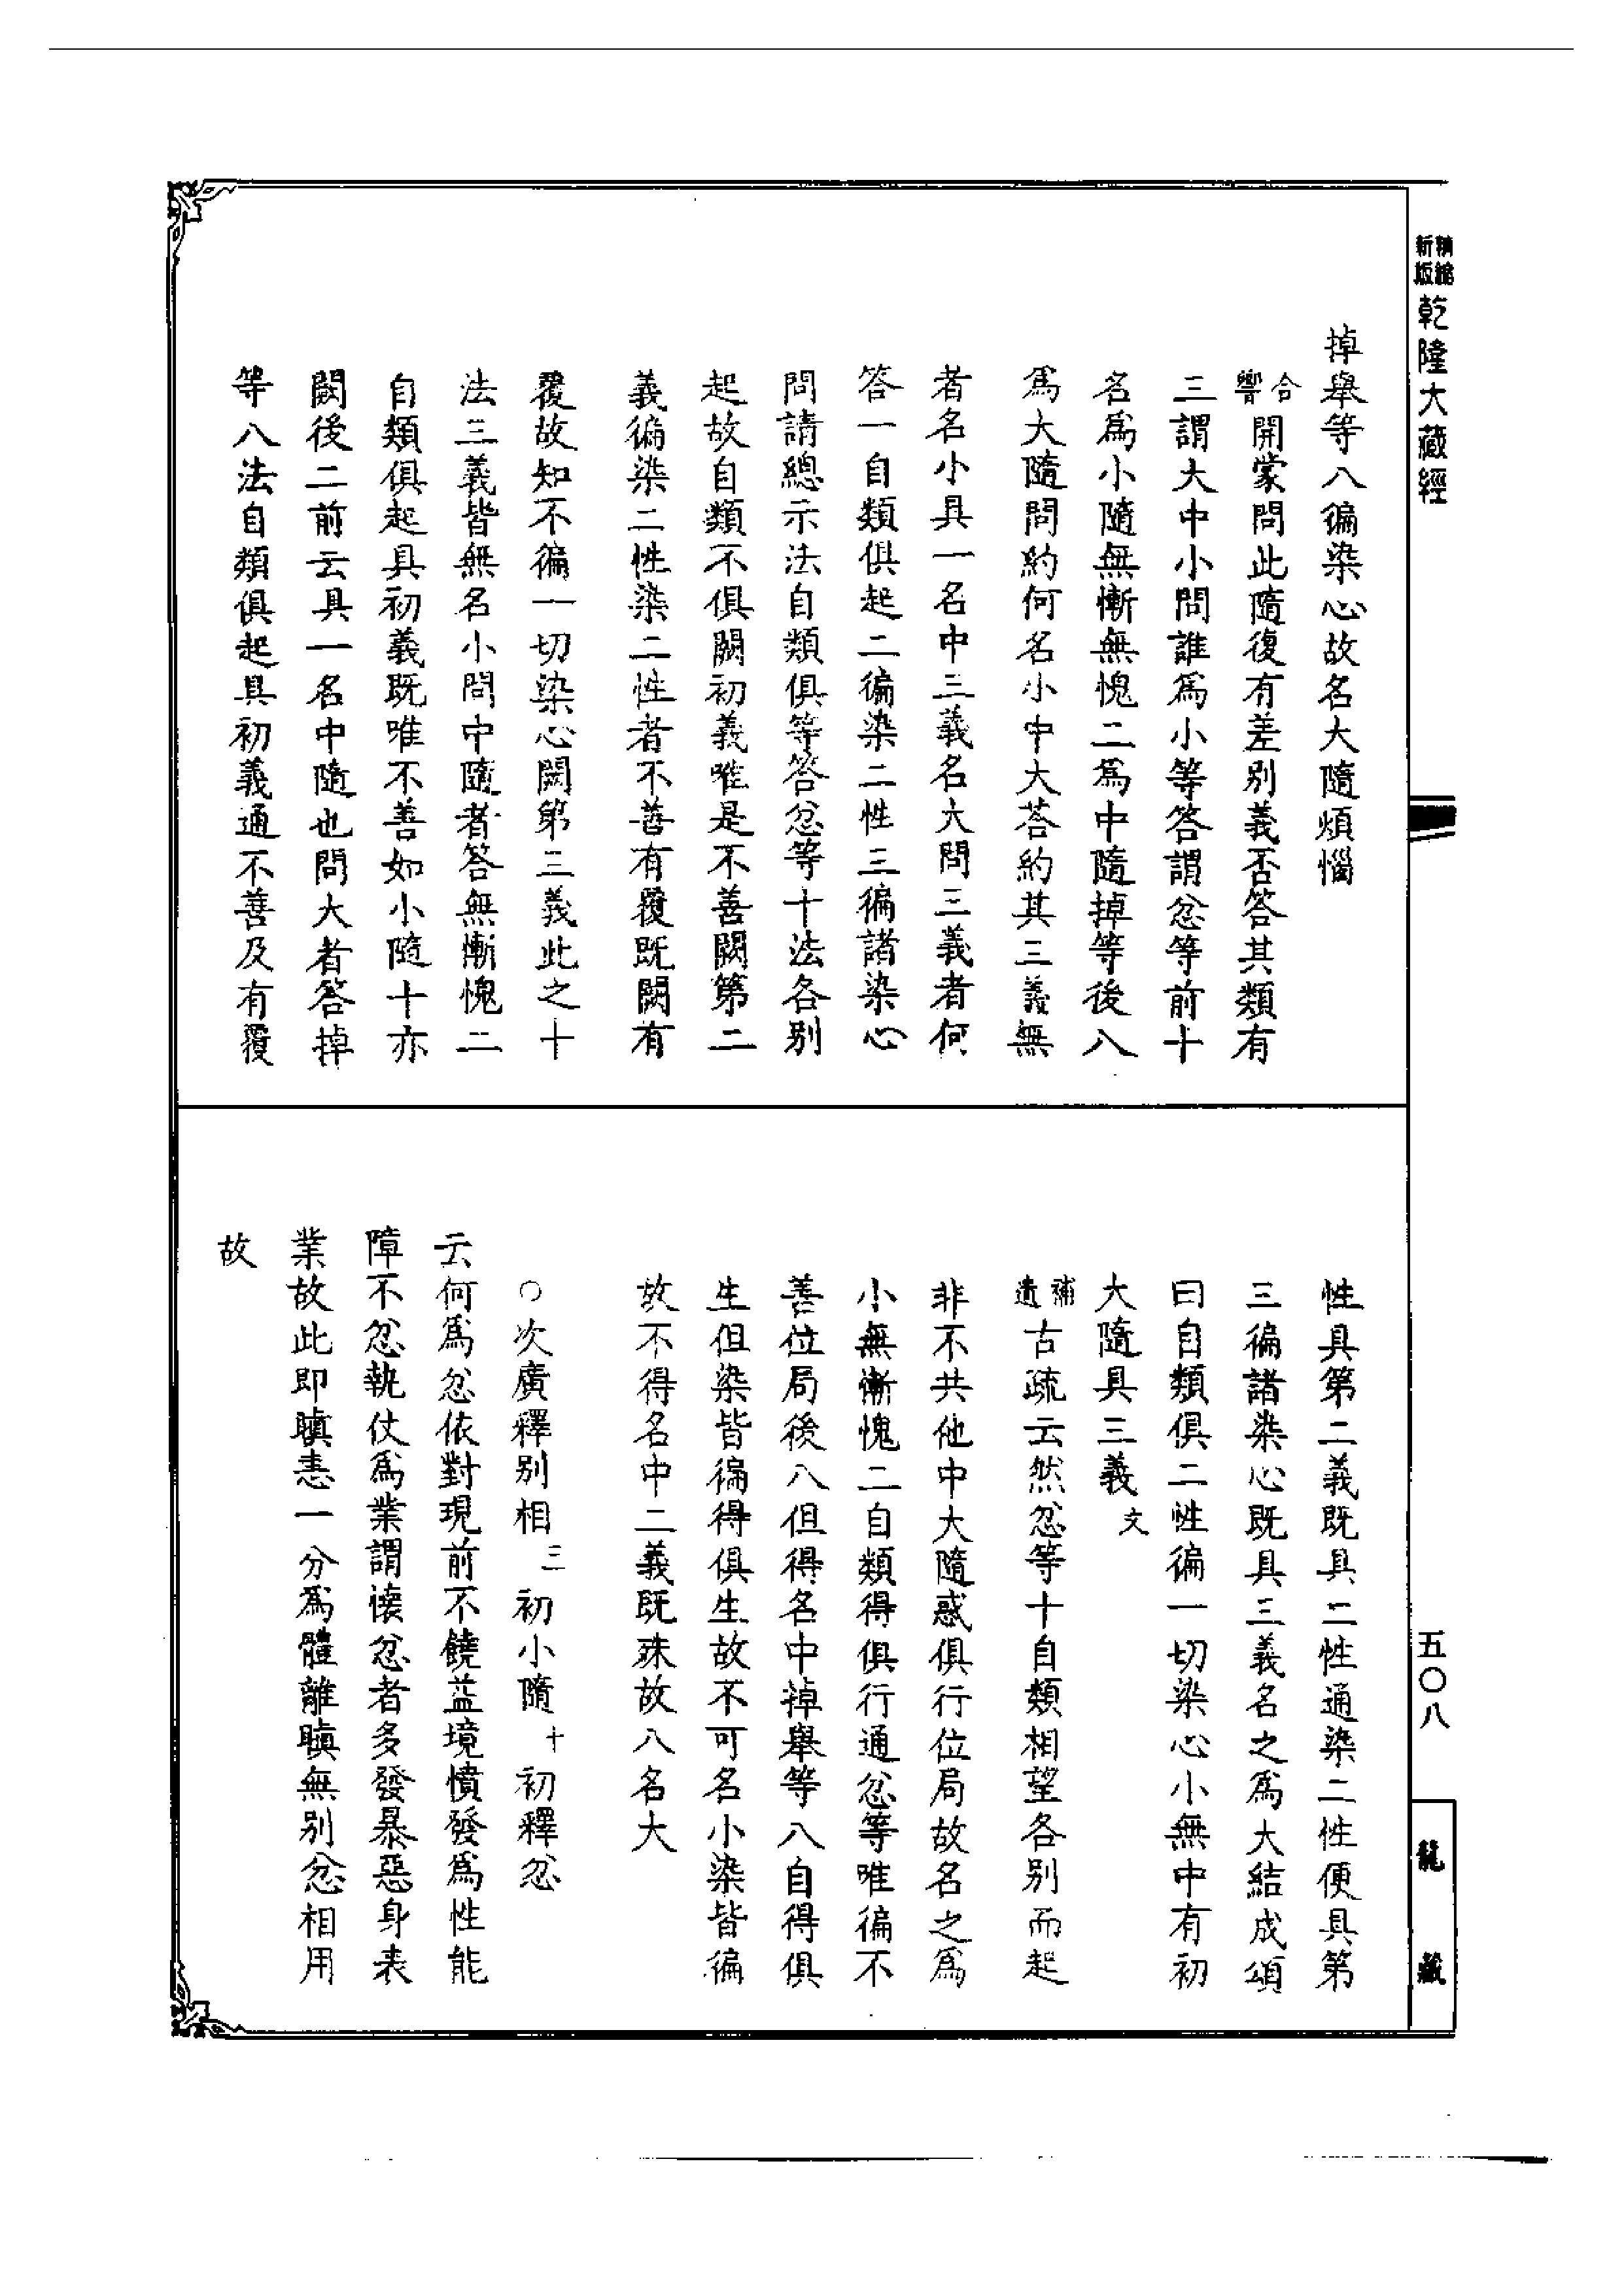 精縮新版 乾隆大藏經
掉舉等八徧染心故名大隨煩惱
合響 開蒙問此隨復有差別義否答其類有
三謂大中小問誰為小等答謂忿等前十
名為小隨無慚無愧二為中隨掉等後八
為大隨問約何名小中大荅約其三義無
者名小具一名中三義名大問三義者何
答一自類俱起二徧染二性三徧諸染心
問請總示法自類俱等答忿等十法各別
起故自類不俱闕初義唯是不善闕第二
義徧染二性染二性者不善有覆既闕有
覆故知不徧一切染心闕第三義此之十
法三義皆無名小問中隨者答無慚愧二
自類俱起具初義既唯不善如小隨十亦
闕後二前云具一名中隨也問大者答掉
等八法自類俱起具初義通不善及有覆
性具第二義既具二性通染二性便具第
三徧諸染心既具三義名之為大結成頌
曰自類俱二性徧一切染心小無中有初
大隨具三義 文
補遺 古疏云然忿等十自類相望各別而起
非不共他中大隨惑俱行位局故名之為
小無慚愧二自類得俱行通忿等唯徧不
善位局後八但得名中掉舉等八自得俱
生但染皆徧得俱生故不可名小染皆徧
故不得名中二義既殊故八名大
○次廣釋別相 三 初小隨 十 初釋忿
云何為忿依對現前不饒益境憤發為性能
障不忿執仗為業謂懷忿者多發暴惡身表
業故此即瞋恚一分為體離瞋無別忿相用
故
五〇八
龍藏